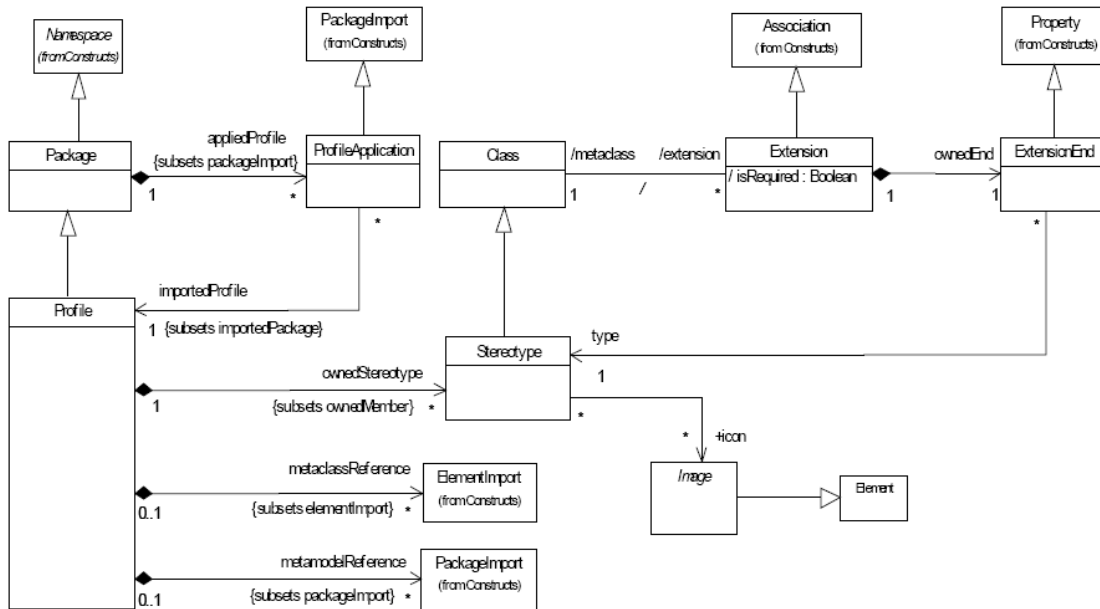 Namespace
(fromConstructs)
PackageImport
(fromConstructs)
Association
(fromConstructs)
Property
(fromConstructs)
Package
appliedProfile
{subsets packageImport}
1
*
ProfileApplication
*
Class
/metaclass
/extension
1
/
*
Extension
/ isRequired : Boolean
ownedEnd
1
1
ExtensionEnd
*
Profile
importedProfile
1 {subsets importedPackage}
Stereotype
type
1
ownedStereotype
1
{subsets ownedMember} *
*
*
+icon
Image
Element
metaclassReference
0..1
{subsets elementImport} *
ElementImport
(fromConstructs)
metamodelReference
0..1
{subsets packageImport} *
PackageImport
(fromConstructs)